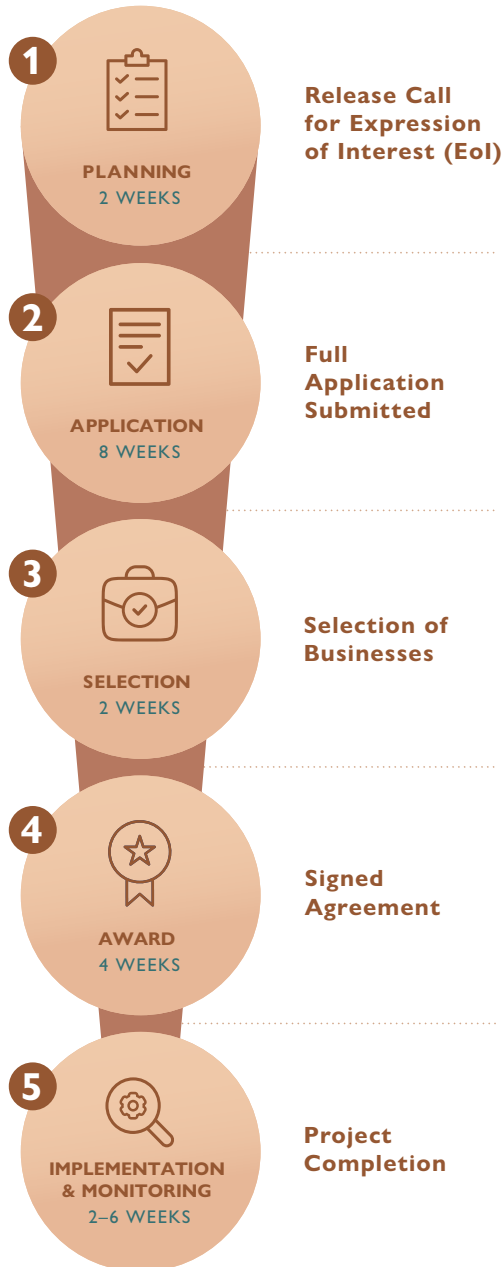 1
PLANNING
2 WEEKS
Release Call
for Expression
of Interest (EoI)
2
APPLICATION
8 WEEKS
Full
Application
Submitted
3
SELECTION
2 WEEKS
Selection of
Businesses
4
AWARD
4 WEEKS
Signed
Agreement
5
IMPLEMENTATION
& MONITORING
2–6 WEEKS
Project
Completion